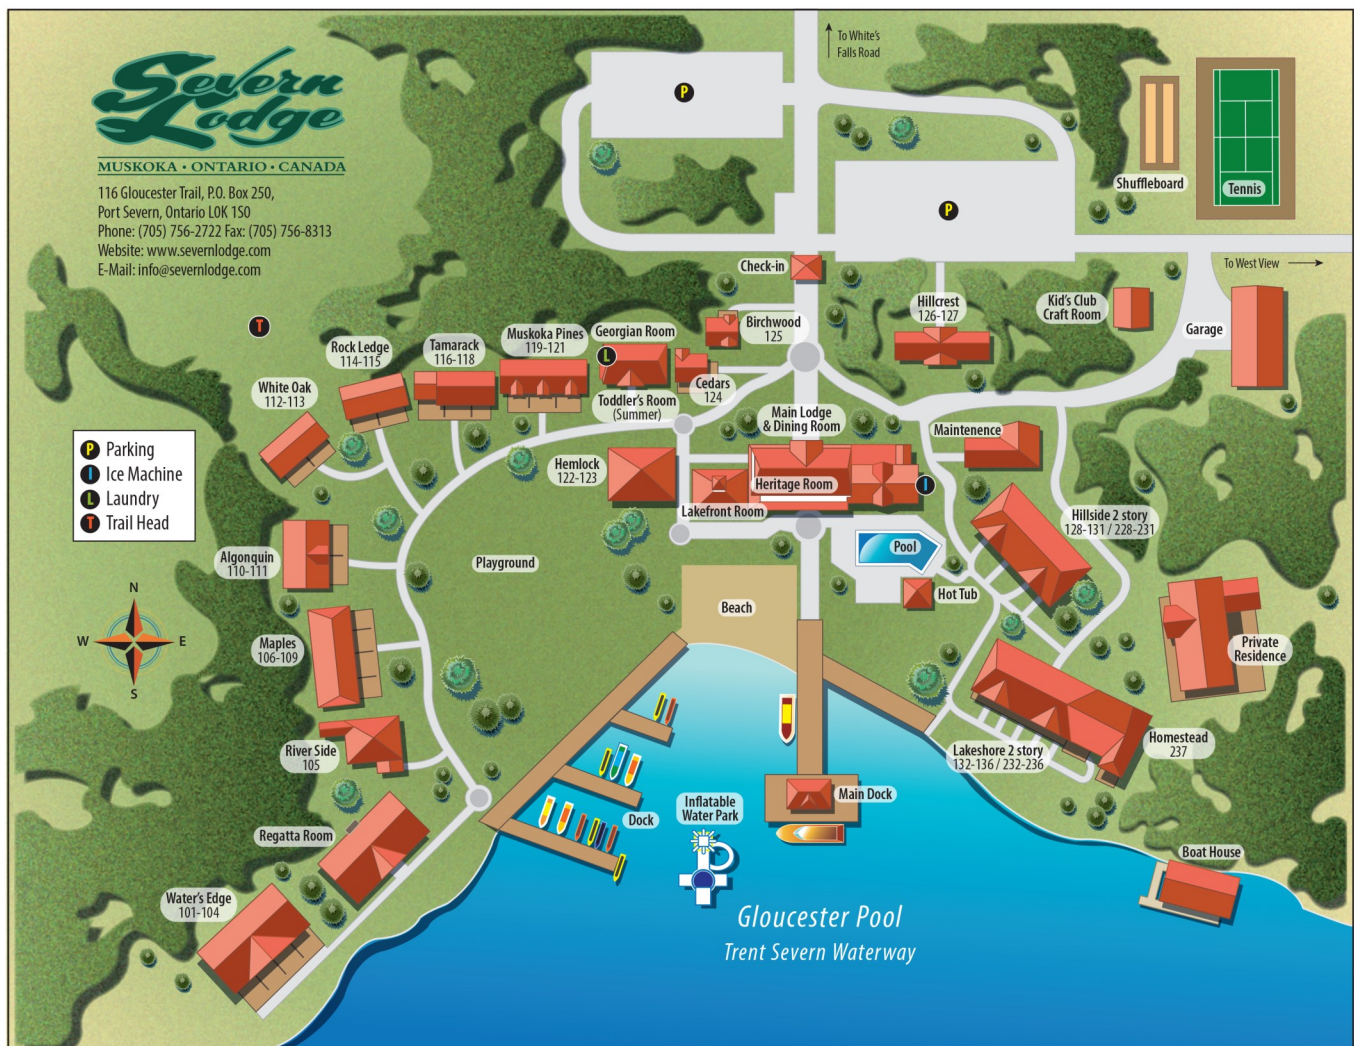 Severn
Lodge
MUSKOKA • ONTARIO • CANADA
116 Gloucester Trail, P.O. Box 250,
Port Severn, Ontario L0K 1S0
Phone: (705) 756-2722 Fax: (705) 756-8313
Website: www.severnlodge.com
E-Mail: info@severnlodge.com
To White's
Falls Road
P
Shuffleboard
Tennis
P
To West View
Check-in
T
Birchwood
125
Hillcrest
126-127
Kid's Club
Craft Room
Garage
Rock Ledge
114-115
Tamarack
116-118
Muskoka Pines
119-121
Georgian Room
L
Toddler's Room
(Summer)
Cedars
124
White Oak
112-113
Main Lodge
& Dining Room
Maintenence
P Parking
I Ice Machine
L Laundry
T Trail Head
Hemlock
122-123
Heritage Room
I
Lakefront Room
Hillside 2 story
128-131 / 228-231
Algonquin
110-111
Playground
Pool
Hot Tub
Beach
N
W E
S
Maples
106-109
Private
Residence
River Side
105
Lakeshore 2 story
132-136 / 232-236
Homestead
237
Main Dock
Inflatable
Water Park
Dock
Regatta Room
Boat House
Water's Edge
101-104
Gloucester Pool
Trent Severn Waterway